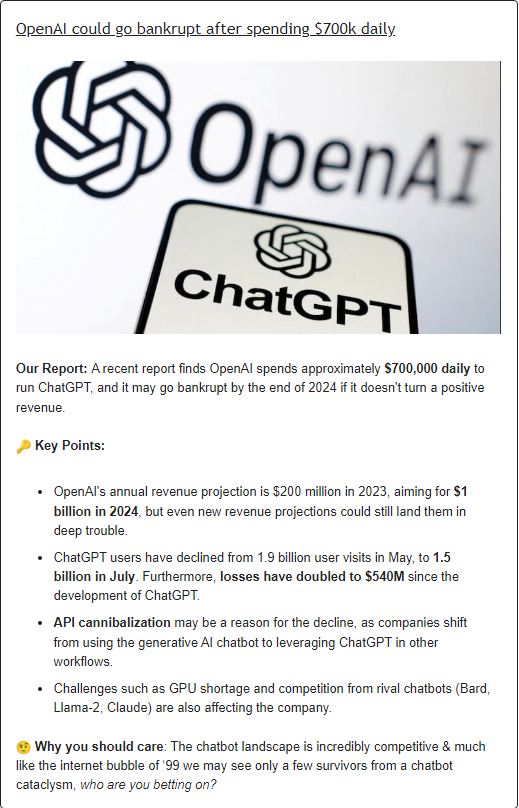 OpenAI could go bankrupt after spending $700k daily
OpenAI
ChatGPT
Our Report: A recent report finds OpenAI spends approximately $700,000 daily to
run ChatGPT, and it may go bankrupt by the end of 2024 if it doesn't turn a positive
revenue.
🔑 Key Points:
• OpenAI's annual revenue projection is $200 million in 2023, aiming for $1
billion in 2024, but even new revenue projections could still land them in
deep trouble.
• ChatGPT users have declined from 1.9 billion user visits in May, to 1.5
billion in July. Furthermore, losses have doubled to $540M since the
development of ChatGPT.
• API cannibalization may be a reason for the decline, as companies shift
from using the generative AI chatbot to leveraging ChatGPT in other
workflows.
• Challenges such as GPU shortage and competition from rival chatbots (Bard,
Llama-2, Claude) are also affecting the company.
🤨 Why you should care: The chatbot landscape is incredibly competitive & much
like the internet bubble of ‘99 we may see only a few survivors from a chatbot
cataclysm, who are you betting on?